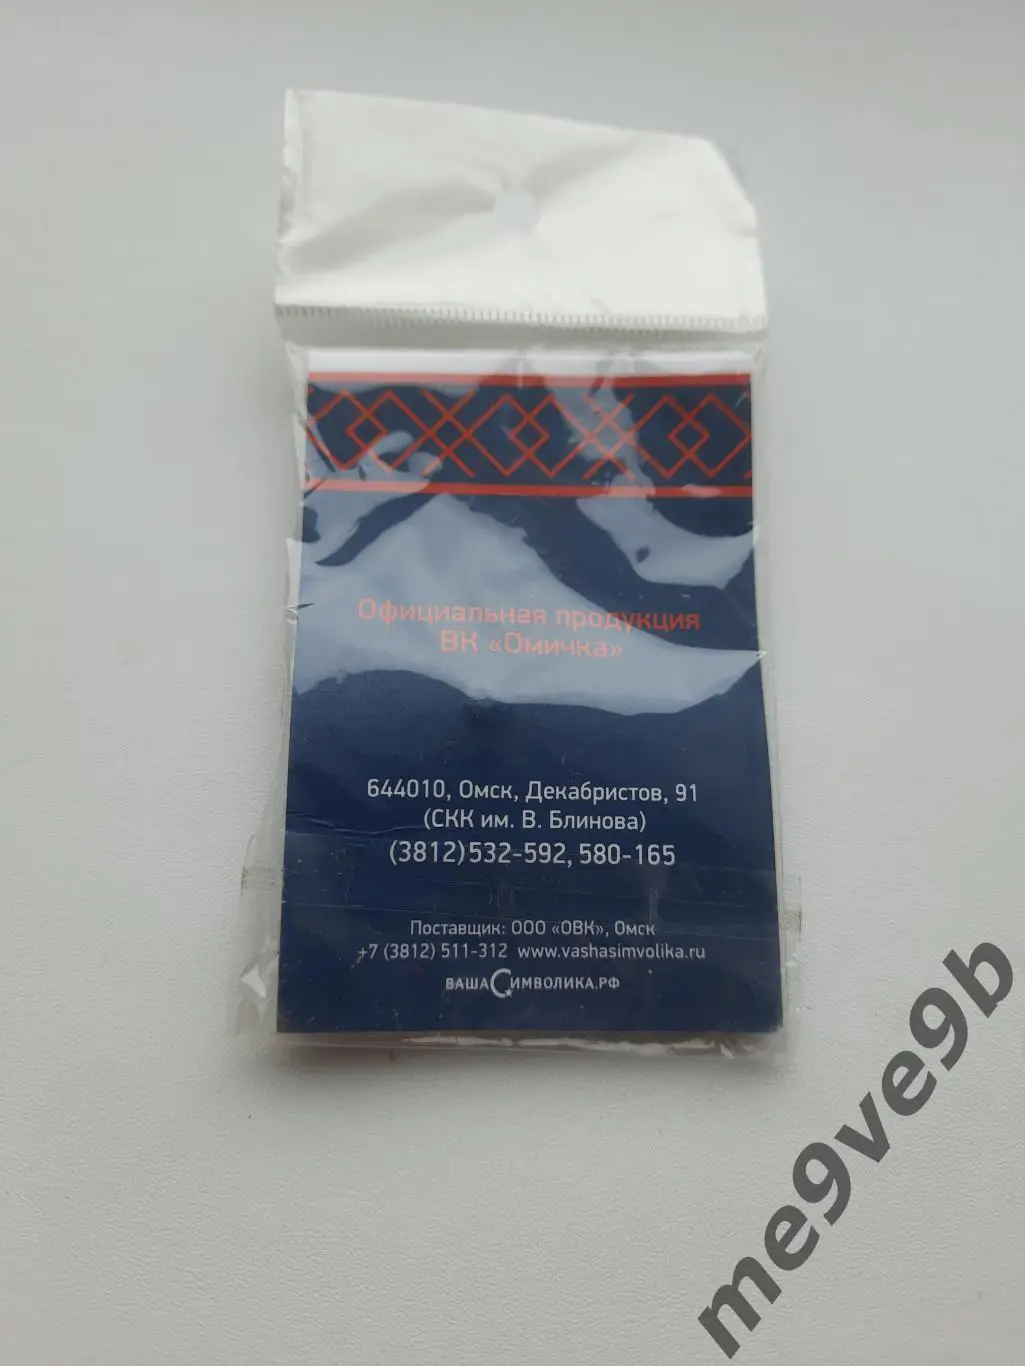 Официальная продукция
ВК «Омичка»
644010, Омск, Декабристов, 91
(СКК им. В. Блинова)
(3812)532-592, 580-165
Поставщик: ООО «ОВК», Омск
+7 (3812) 511-312 www.vashasimvolika.ru
ВАШАСИМВОЛИКА.РФ
me9ve9b